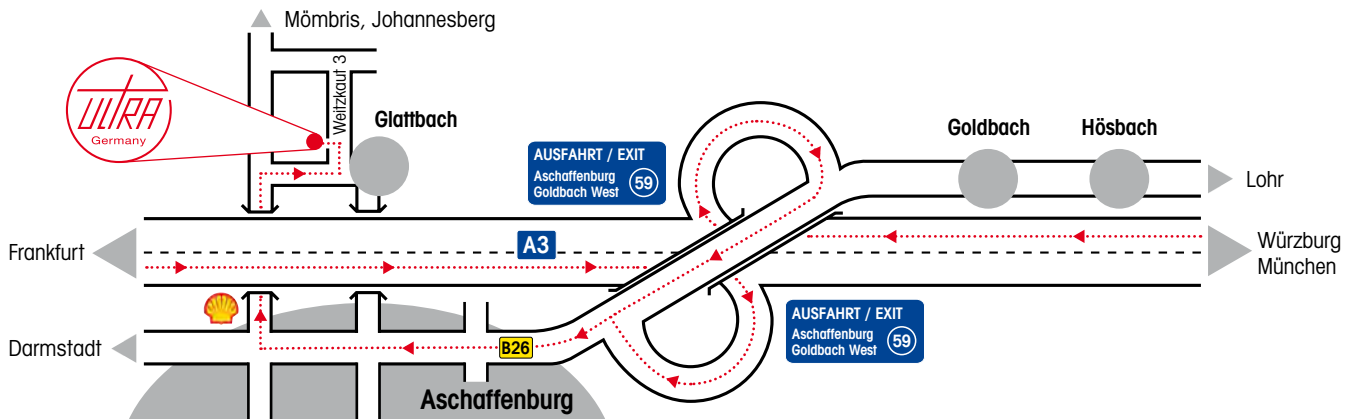 Mömbris, Johannesberg
Weitzkaut 3
ULTRA
Germany
Glattbach
AUSFAHRT / EXIT
Aschaffenburg
Goldbach West
59
Goldbach
Hösbach
Lohr
Frankfurt
A3
Würzburg
München
AUSFAHRT / EXIT
Aschaffenburg
Goldbach West
59
Darmstadt
B26
Aschaffenburg